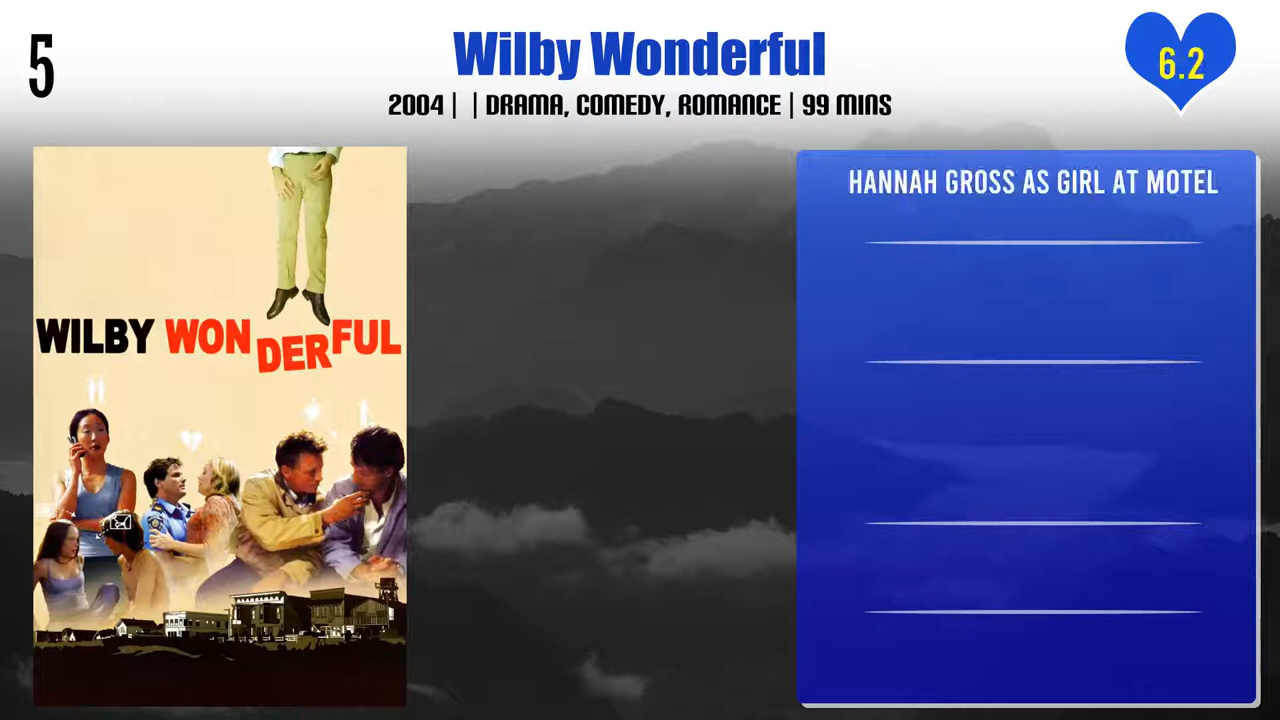 5
Wilby Wonderful
6.2
2004 | | DRAMA, COMEDY, ROMANCE | 99 MINS
HANNAH GROSS AS GIRL AT MOTEL
WILBY WONDERFUL